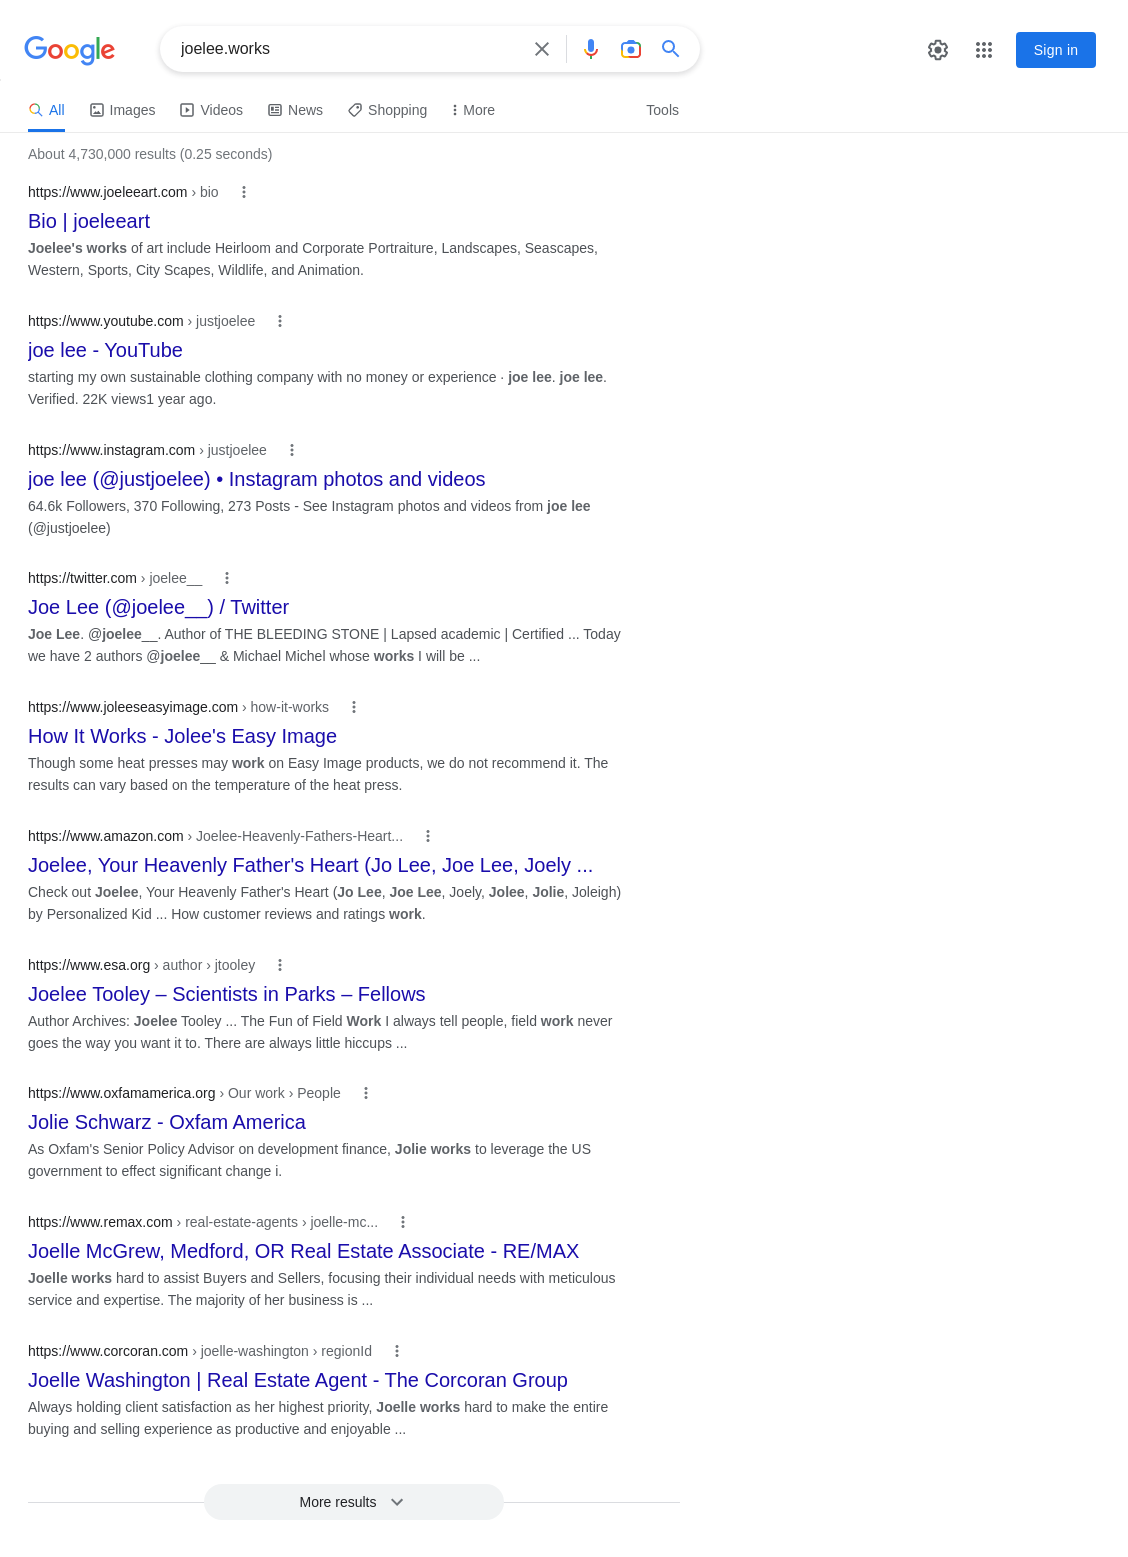 Google
joelee.works
Sign in
All Images Videos News Shopping More Tools
About 4,730,000 results (0.25 seconds)
https://www.joeleeart.com › bio
Bio | joeleeart
Joelee's works of art include Heirloom and Corporate Portraiture, Landscapes, Seascapes,
Western, Sports, City Scapes, Wildlife, and Animation.
https://www.youtube.com › justjoelee
joe lee - YouTube
starting my own sustainable clothing company with no money or experience · joe lee. joe lee.
Verified. 22K views1 year ago.
https://www.instagram.com › justjoelee
joe lee (@justjoelee) • Instagram photos and videos
64.6k Followers, 370 Following, 273 Posts - See Instagram photos and videos from joe lee
(@justjoelee)
https://twitter.com › joelee__
Joe Lee (@joelee__) / Twitter
Joe Lee. @joelee__. Author of THE BLEEDING STONE | Lapsed academic | Certified ... Today
we have 2 authors @joelee__ & Michael Michel whose works I will be ...
https://www.joleeseasyimage.com › how-it-works
How It Works - Jolee's Easy Image
Though some heat presses may work on Easy Image products, we do not recommend it. The
results can vary based on the temperature of the heat press.
https://www.amazon.com › Joelee-Heavenly-Fathers-Heart...
Joelee, Your Heavenly Father's Heart (Jo Lee, Joe Lee, Joely ...
Check out Joelee, Your Heavenly Father's Heart (Jo Lee, Joe Lee, Joely, Jolee, Jolie, Joleigh)
by Personalized Kid ... How customer reviews and ratings work.
https://www.esa.org › author › jtooley
Joelee Tooley – Scientists in Parks – Fellows
Author Archives: Joelee Tooley ... The Fun of Field Work I always tell people, field work never
goes the way you want it to. There are always little hiccups ...
https://www.oxfamamerica.org › Our work › People
Jolie Schwarz - Oxfam America
As Oxfam's Senior Policy Advisor on development finance, Jolie works to leverage the US
government to effect significant change i.
https://www.remax.com › real-estate-agents › joelle-mc...
Joelle McGrew, Medford, OR Real Estate Associate - RE/MAX
Joelle works hard to assist Buyers and Sellers, focusing their individual needs with meticulous
service and expertise. The majority of her business is ...
https://www.corcoran.com › joelle-washington › regionId
Joelle Washington | Real Estate Agent - The Corcoran Group
Always holding client satisfaction as her highest priority, Joelle works hard to make the entire
buying and selling experience as productive and enjoyable ...
More results